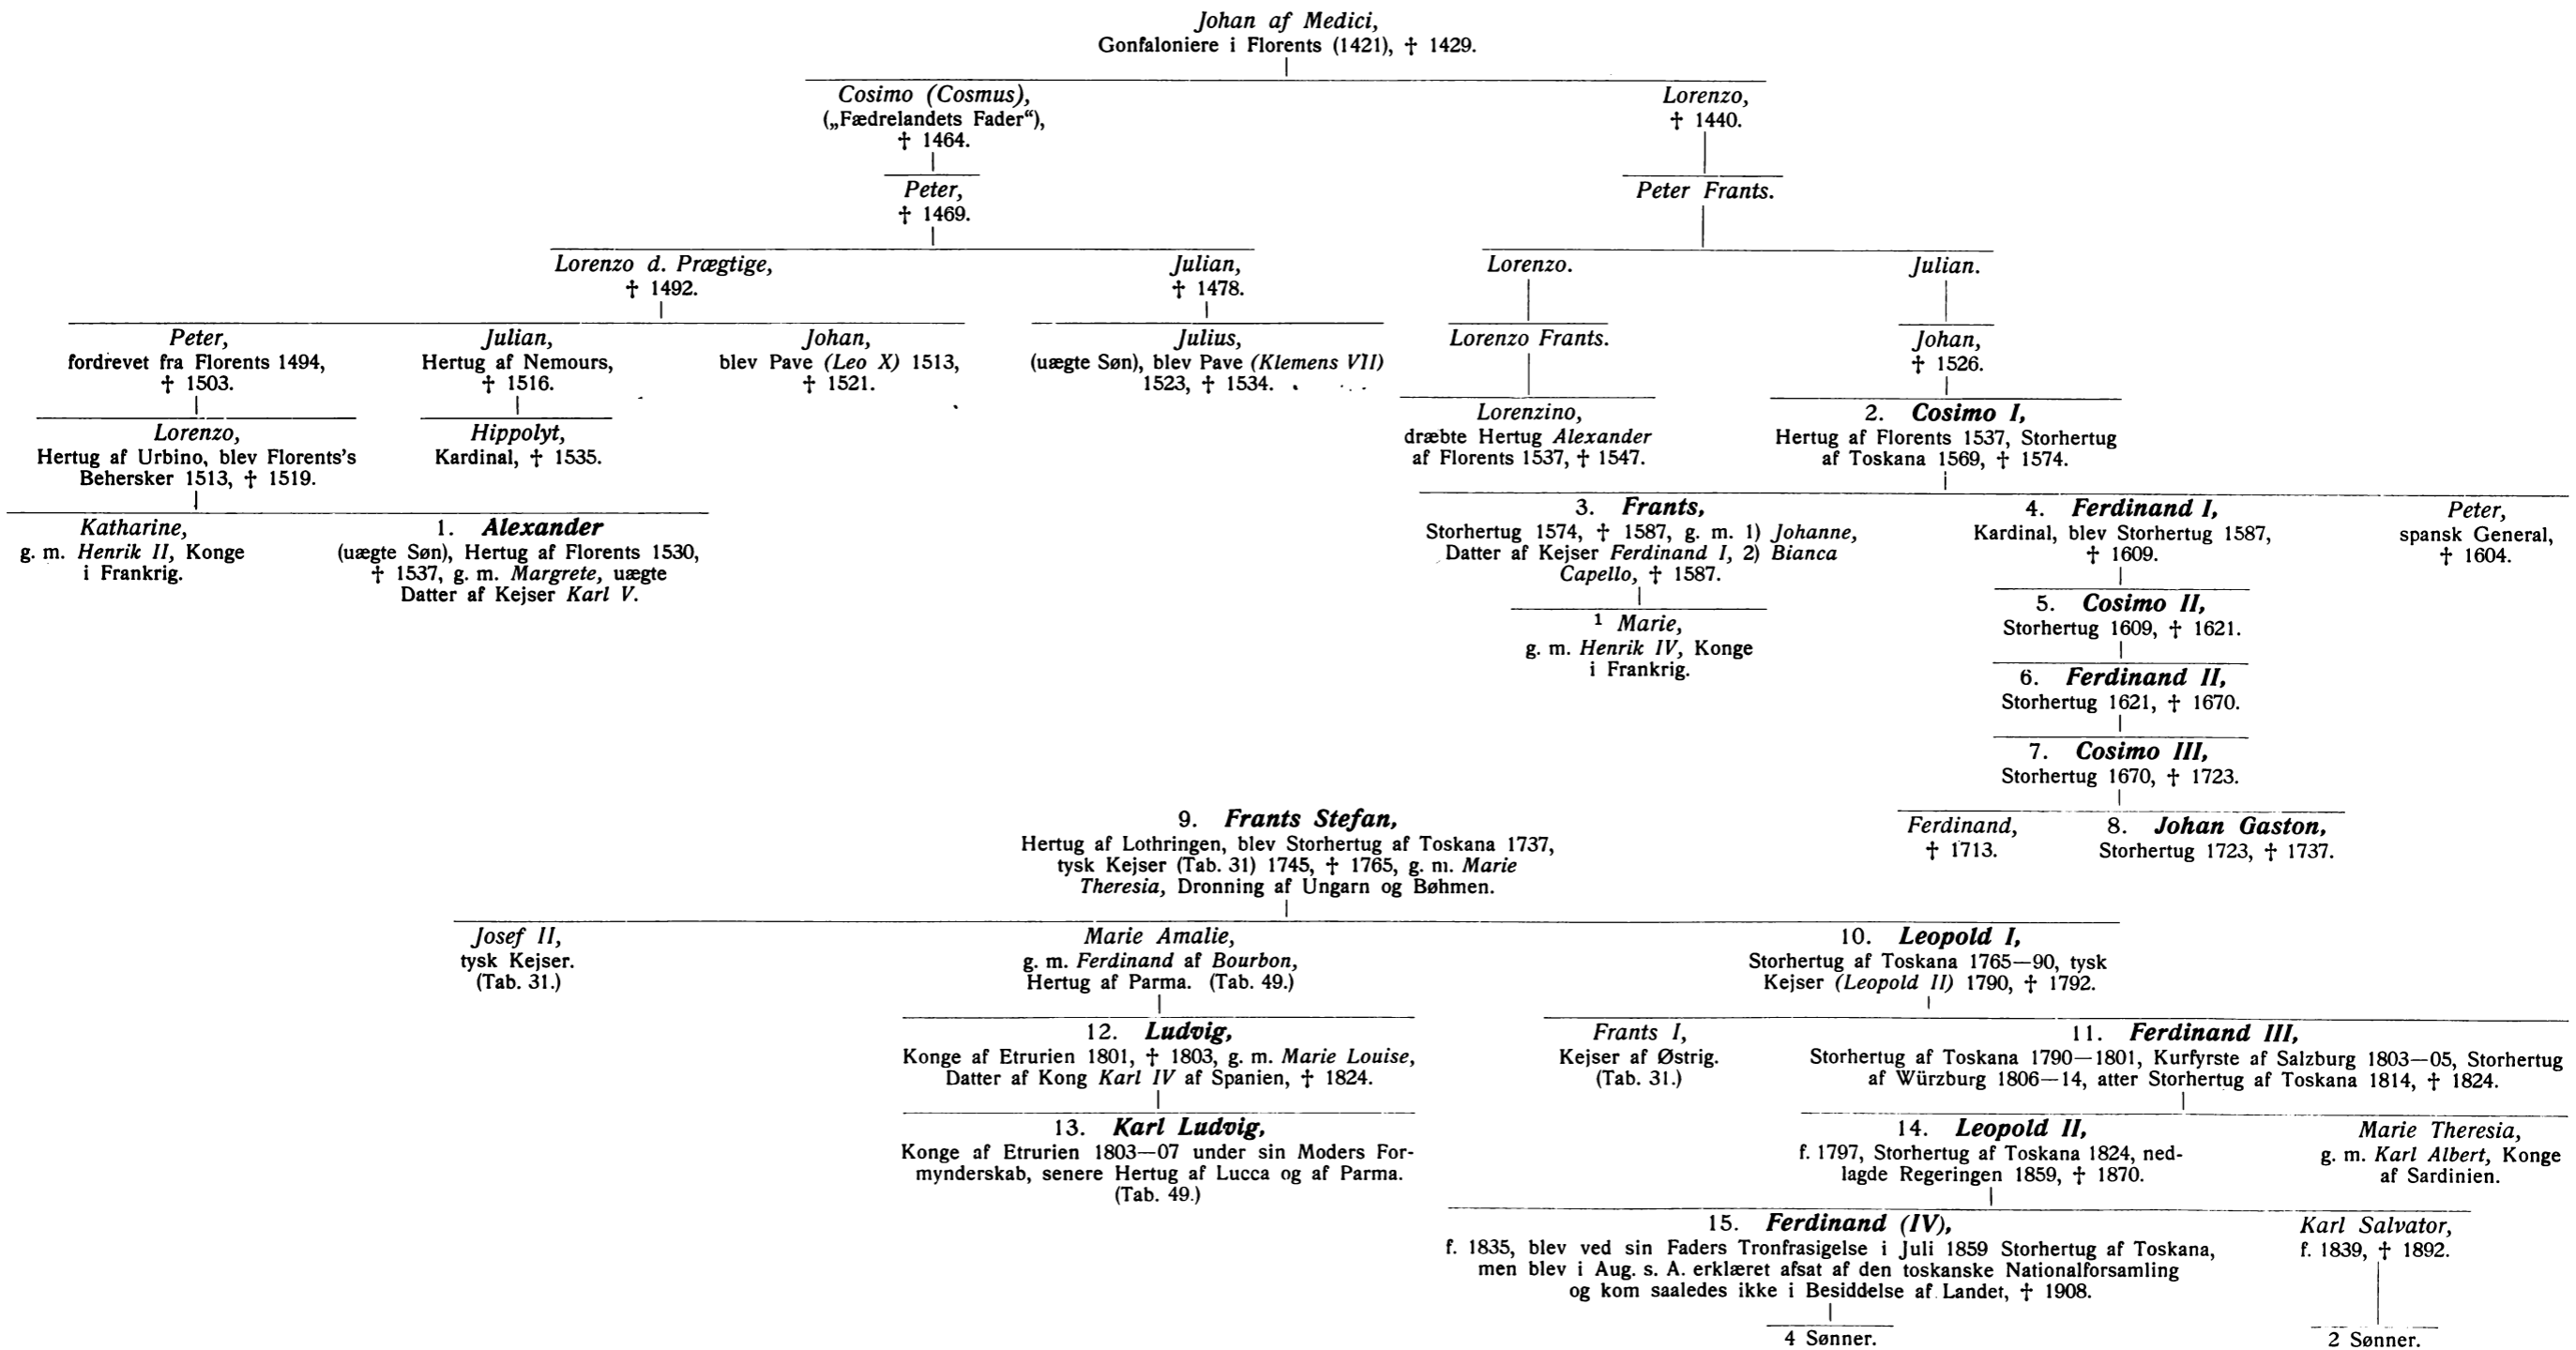 Johan af Medici,
Gonfaloniere i Florents (1421), † 1429.
Cosimo (Cosmus),
(„Fædrelandets Fader“),
† 1464.
Lorenzo,
† 1440.
Peter,
† 1469.
Peter Frants.
Lorenzo d. Prægtige,
† 1492.
Julian,
† 1478.
Lorenzo.
Julian.
Peter,
fordrevet fra Florents 1494,
† 1503.
Julian,
Hertug af Nemours,
† 1516.
Johan,
blev Pave (Leo X) 1513,
† 1521.
Julius,
(uægte Søn), blev Pave (Klemens VII)
1523, † 1534.
Lorenzo Frants.
Johan,
† 1526.
Lorenzo,
Hertug af Urbino, blev Florents's
Behersker 1513, † 1519.
Hippolyt,
Kardinal, † 1535.
Lorenzino,
dræbte Hertug Alexander
af Florents 1537, † 1547.
2. Cosimo I,
Hertug af Florents 1537, Storhertug
af Toskana 1569, † 1574.
Katharine,
g. m. Henrik II, Konge
i Frankrig.
1. Alexander
(uægte Søn), Hertug af Florents 1530,
† 1537, g. m. Margrete, uægte
Datter af Kejser Karl V.
3. Frants,
Storhertug 1574, † 1587, g. m. 1) Johanne,
Datter af Kejser Ferdinand I, 2) Bianca
Capello, † 1587.
4. Ferdinand I,
Kardinal, blev Storhertug 1587,
† 1609.
Peter,
spansk General,
† 1604.
1 Marie,
g. m. Henrik IV, Konge
i Frankrig.
5. Cosimo II,
Storhertug 1609, † 1621.
6. Ferdinand II,
Storhertug 1621, † 1670.
7. Cosimo III,
Storhertug 1670, † 1723.
Ferdinand,
† 1713.
8. Johan Gaston,
Storhertug 1723, † 1737.
9. Frants Stefan,
Hertug af Lothringen, blev Storhertug af Toskana 1737,
tysk Kejser (Tab. 31) 1745, † 1765, g. m. Marie
Theresia, Dronning af Ungarn og Bøhmen.
Josef II,
tysk Kejser.
(Tab. 31.)
Marie Amalie,
g. m. Ferdinand af Bourbon,
Hertug af Parma. (Tab. 49.)
10. Leopold I,
Storhertug af Toskana 1765—90, tysk
Kejser (Leopold II) 1790, † 1792.
12. Ludvig,
Konge af Etrurien 1801, † 1803, g. m. Marie Louise,
Datter af Kong Karl IV af Spanien, † 1824.
Frants I,
Kejser af Østrig.
(Tab. 31.)
11. Ferdinand III,
Storhertug af Toskana 1790—1801, Kurfyrste af Salzburg 1803—05, Storhertug
af Würzburg 1806—14, atter Storhertug af Toskana 1814, † 1824.
13. Karl Ludvig,
Konge af Etrurien 1803—07 under sin Moders For-
mynderskab, senere Hertug af Lucca og af Parma.
(Tab. 49.)
14. Leopold II,
f. 1797, Storhertug af Toskana 1824, ned-
lagde Regeringen 1859, † 1870.
Marie Theresia,
g. m. Karl Albert, Konge
af Sardinien.
15. Ferdinand (IV),
f. 1835, blev ved sin Faders Tronfrasigelse i Juli 1859 Storhertug af Toskana,
men blev i Aug. s. A. erklæret afsat af den toskanske Nationalforsamling
og kom saaledes ikke i Besiddelse af Landet, † 1908.
Karl Salvator,
f. 1839, † 1892.
4 Sønner.
2 Sønner.